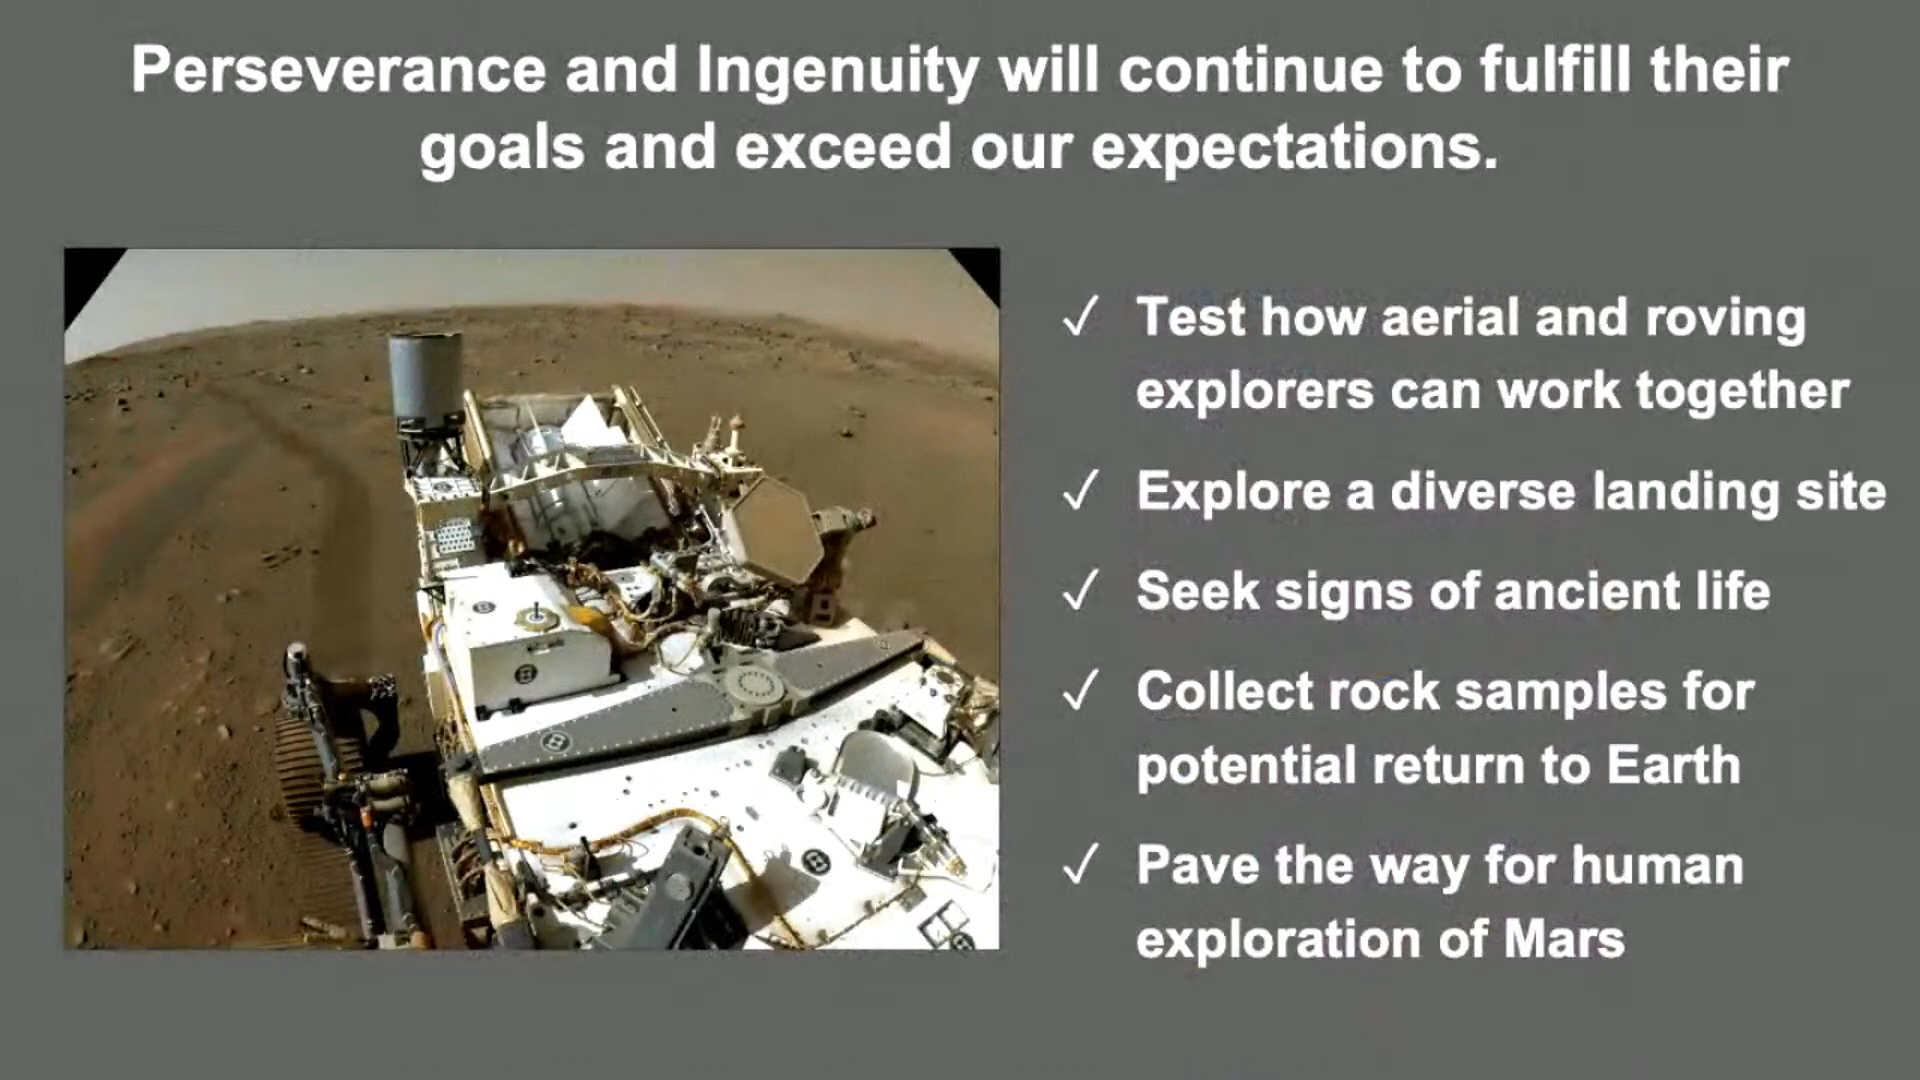 Perseverance and Ingenuity will continue to fulfill their
goals and exceed our expectations.
✓ Test how aerial and roving
explorers can work together
✓ Explore a diverse landing site
✓ Seek signs of ancient life
✓ Collect rock samples for
potential return to Earth
✓ Pave the way for human
exploration of Mars